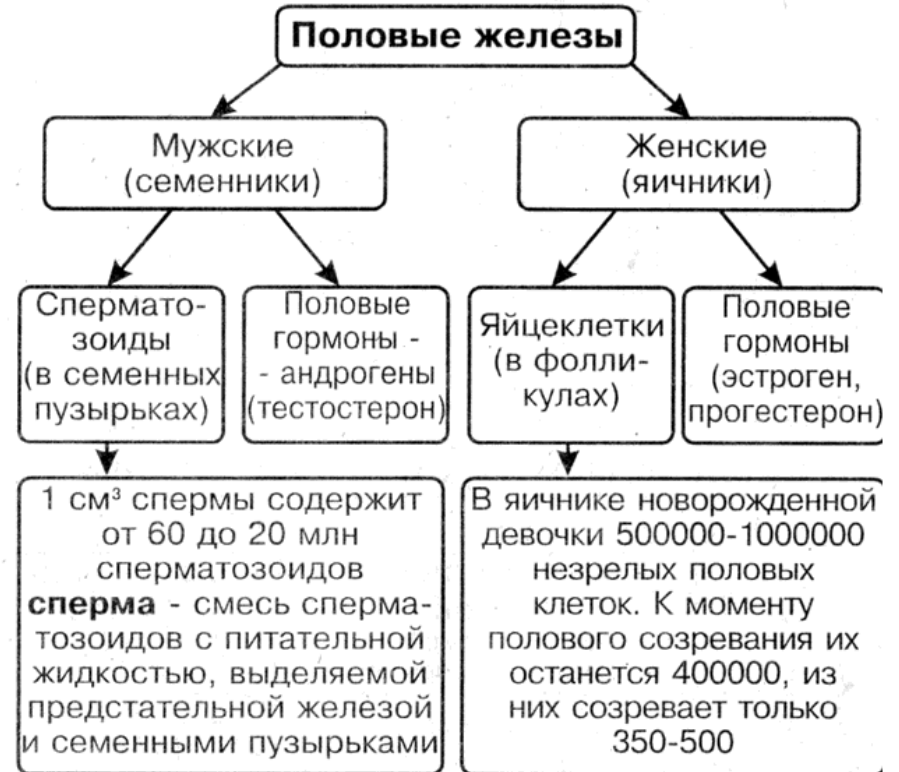 Половые железы
Мужские
(семенники)
Женские
(яичники)
Спермато-
зоиды
(в семенных
пузырьках)
Половые
гормоны -
- андрогены
(тестостерон)
Яйцеклетки
(в фолли-
кулах)
Половые
гормоны
(эстроген,
прогестерон)
1 см³ спермы содержит
от 60 до 20 млн
сперматозоидов
сперма - смесь сперма-
тозоидов с питательной
жидкостью, выделяемой
предстательной железой
и семенными пузырьками
В яичнике новорожденной
девочки 500000-1000000
незрелых половых
клеток. К моменту
полового созревания их
останется 400000, из
них созревает только
350-500